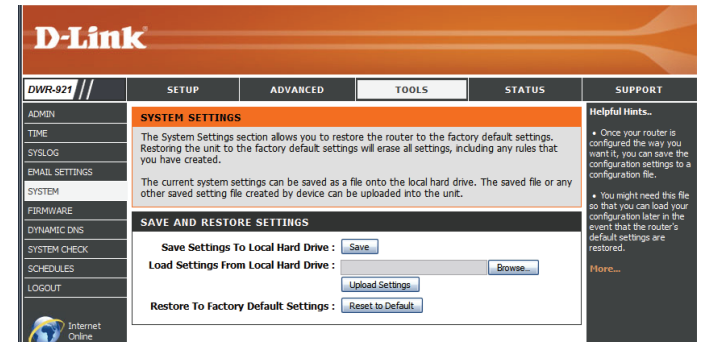 D-Link
DWR-921
SETUP
ADVANCED
TOOLS
STATUS
SUPPORT
ADMIN
TIME
SYSLOG
EMAIL SETTINGS
SYSTEM
FIRMWARE
DYNAMIC DNS
SYSTEM CHECK
SCHEDULES
LOGOUT
Internet
Online
SYSTEM SETTINGS
The System Settings section allows you to restore the router to the factory default settings.
Restoring the unit to the factory default settings will erase all settings, including any rules that
you have created.
The current system settings can be saved as a file onto the local hard drive. The saved file or any
other saved setting file created by device can be uploaded into the unit.
SAVE AND RESTORE SETTINGS
Save Settings To Local Hard Drive : Save
Load Settings From Local Hard Drive : Browse...
Upload Settings
Restore To Factory Default Settings : Reset to Default
Helpful Hints..
• Once your router is
configured the way you
want it, you can save the
configuration settings to a
configuration file.
• You might need this file
so that you can load your
configuration later in the
event that the router's
default settings are
restored.
More...